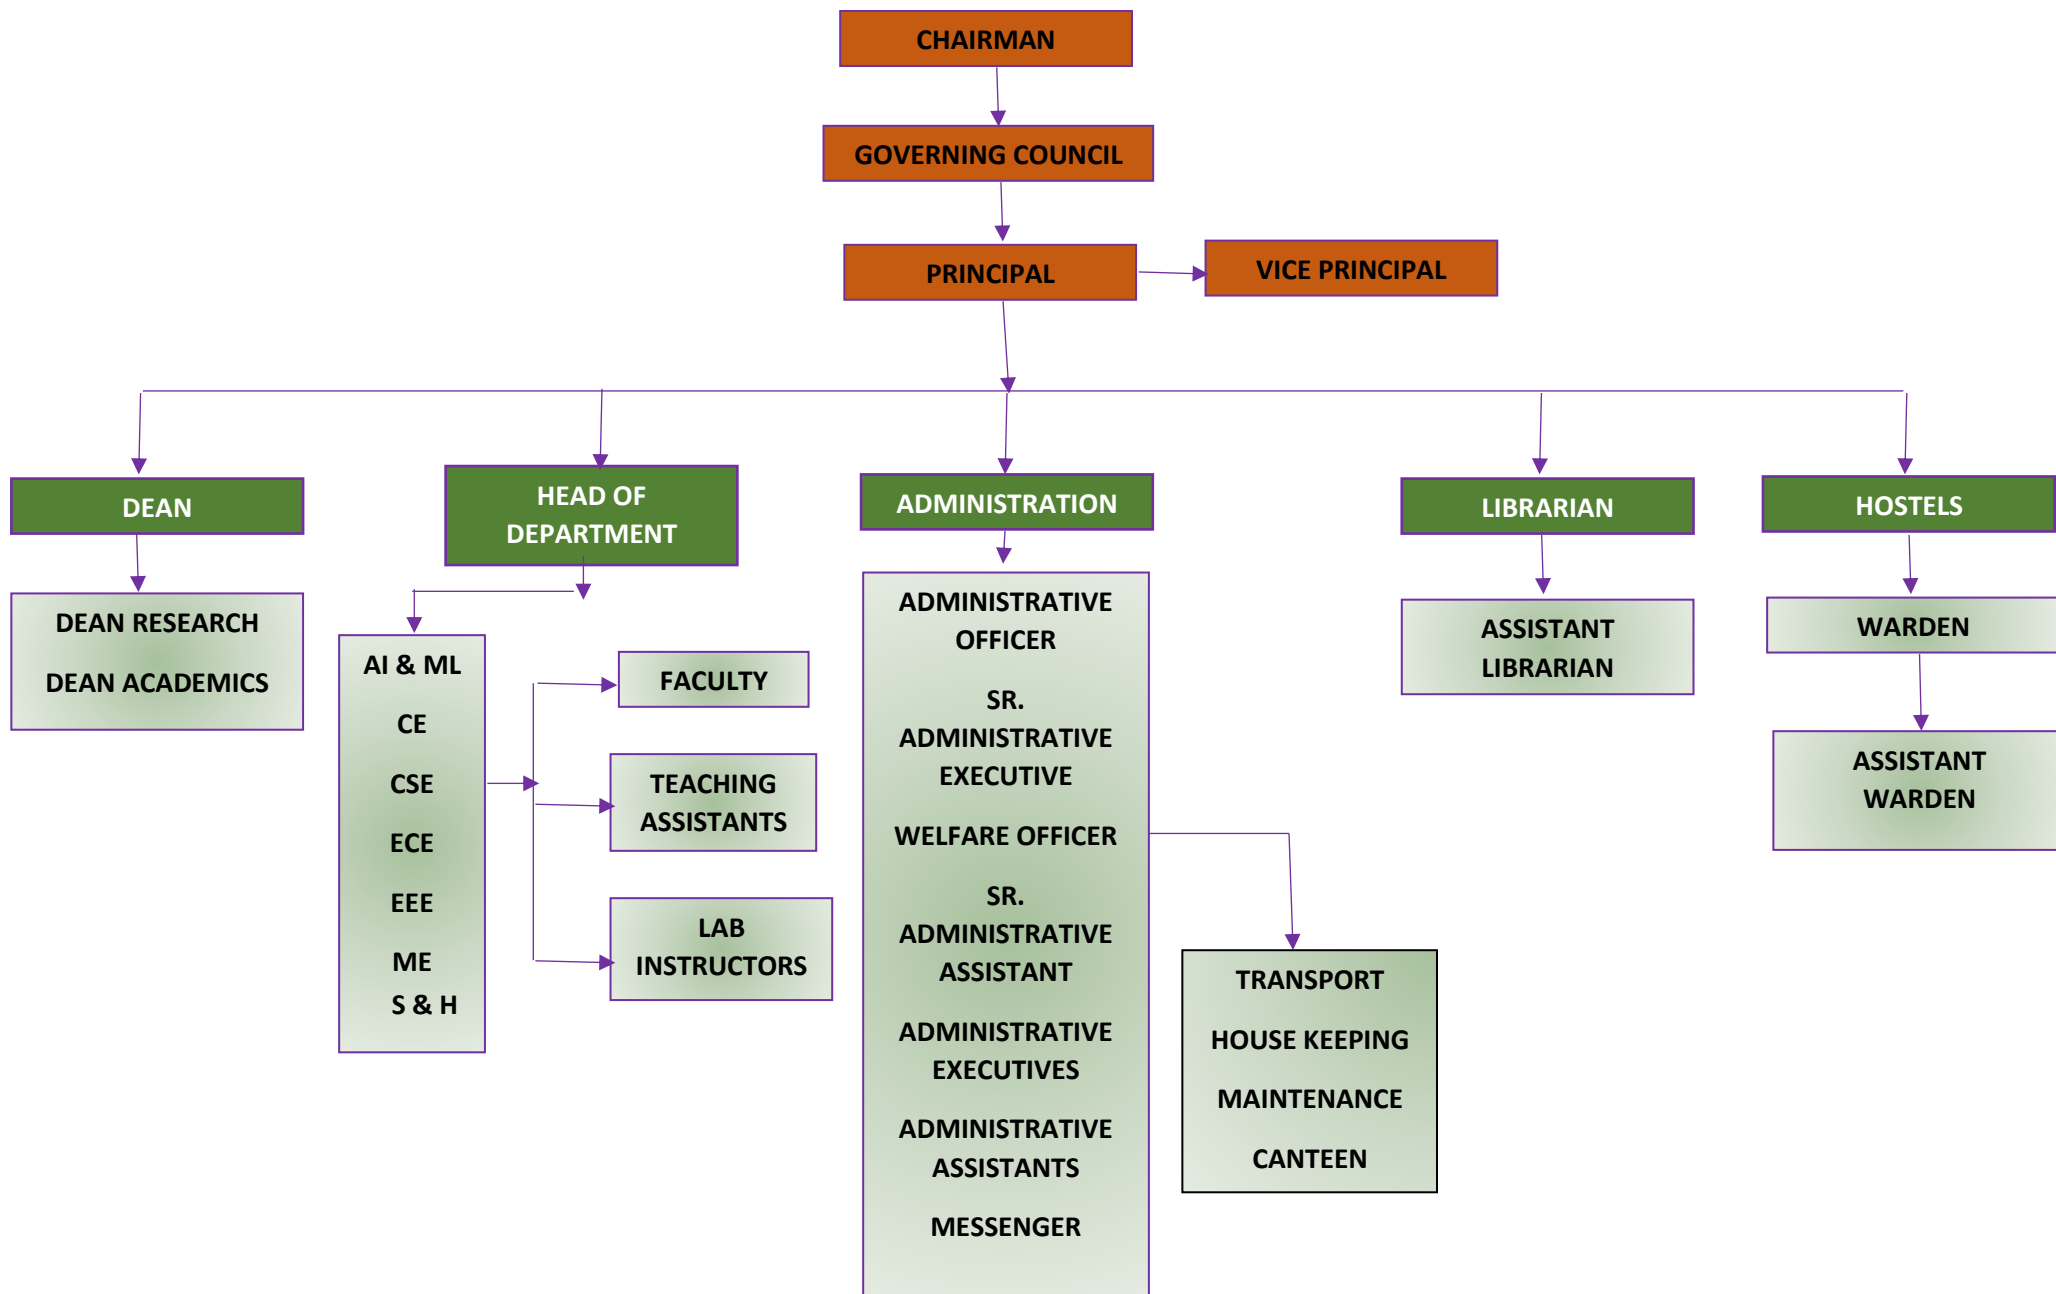 CHAIRMAN
GOVERNING COUNCIL
PRINCIPAL
VICE PRINCIPAL
DEAN
HEAD OF
DEPARTMENT
ADMINISTRATION
LIBRARIAN
HOSTELS
DEAN RESEARCH
DEAN ACADEMICS
AI & ML
CE
CSE
ECE
EEE
ME
S & H
FACULTY
TEACHING
ASSISTANTS
LAB
INSTRUCTORS
ADMINISTRATIVE
OFFICER
SR.
ADMINISTRATIVE
EXECUTIVE
WELFARE OFFICER
SR.
ADMINISTRATIVE
ASSISTANT
ADMINISTRATIVE
EXECUTIVES
ADMINISTRATIVE
ASSISTANTS
MESSENGER
TRANSPORT
HOUSE KEEPING
MAINTENANCE
CANTEEN
ASSISTANT
LIBRARIAN
WARDEN
ASSISTANT
WARDEN